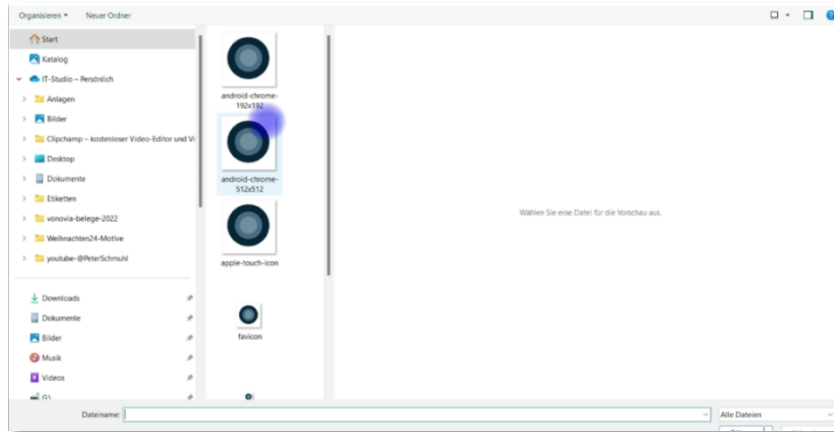 Organisieren
Neuer Ordner
Start
Katalog
IT-Studio – Persönlich
Anlagen
Bilder
Clipchamp – kostenloser Video-Editor und Vi
Desktop
Dokumente
Etiketten
vonovia-belege-2022
Weihnachten24-Motive
youtube-@PeterSchmuhl
Downloads
Dokumente
Bilder
Musik
Videos
G:\
android-chrome-
192x192
android-chrome-
512x512
apple-touch-icon
favicon
Wählen Sie eine Datei für die Vorschau aus.
Dateiname:
Alle Dateien